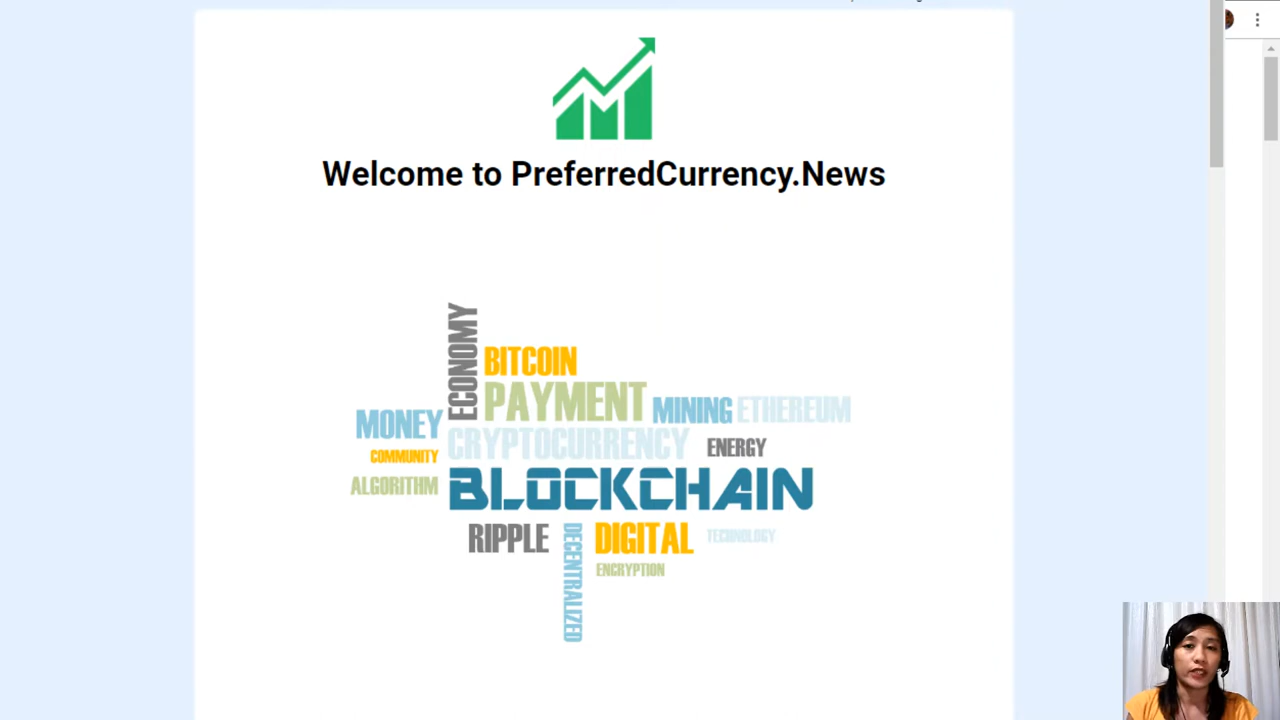 Welcome to PreferredCurrency.News
ECONOMY
BITCOIN
PAYMENT
MONEY
MINING
ETHEREUM
CRYPTOCURRENCY
ENERGY
COMMUNITY
ALGORITHM
BLOCKCHAIN
RIPPLE
DECENTRALIZED
DIGITAL
TECHNOLOGY
ENCRYPTION